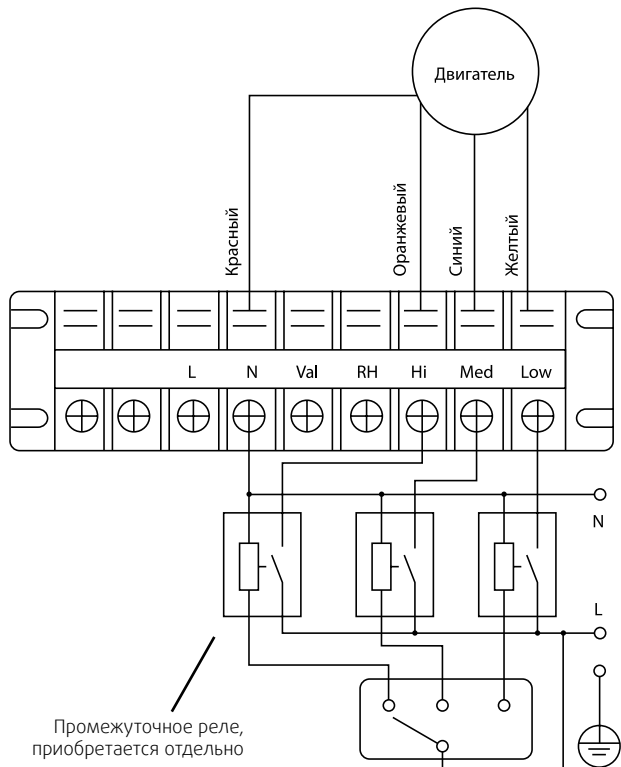 Двигатель
Красный
Оранжевый
Синий
Желтый
L N Val RH Hi Med Low
N
L
Промежуточное реле,
приобретается отдельно